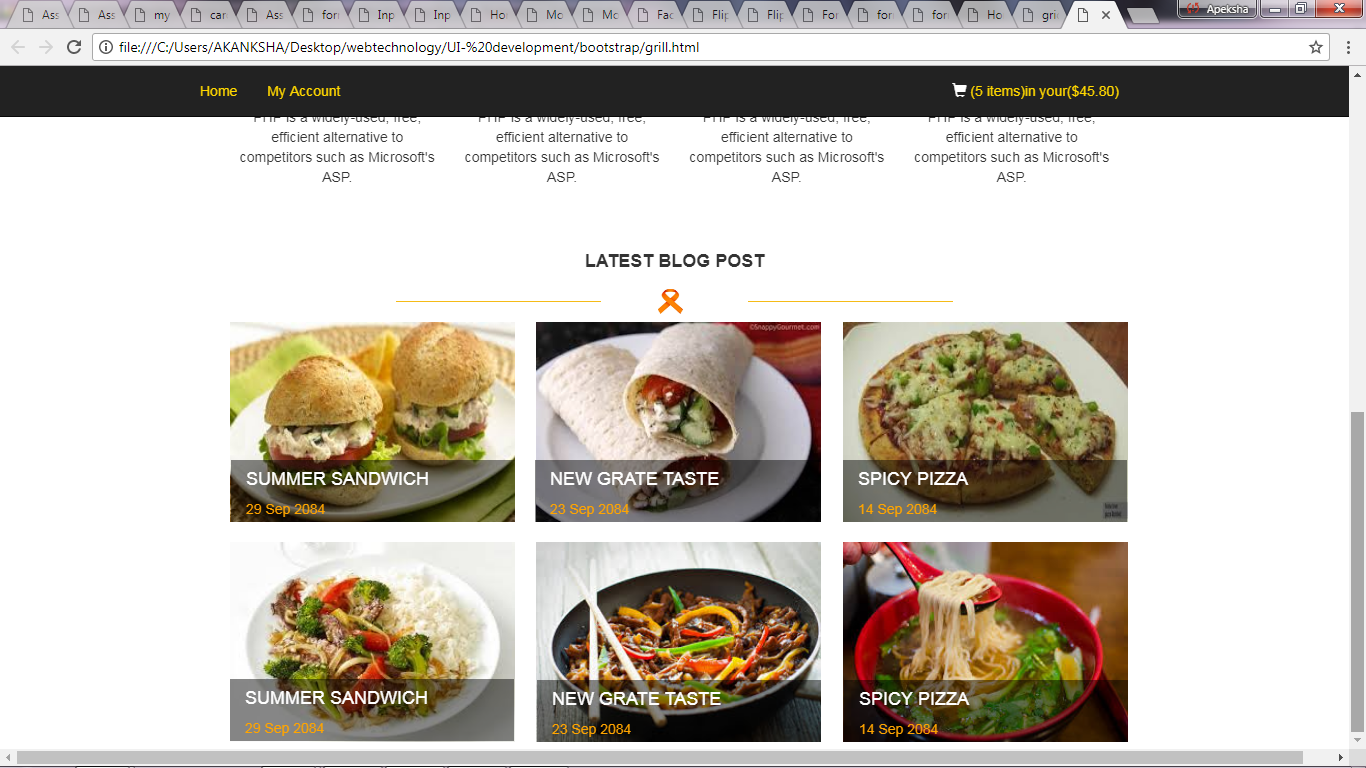 Ass
Ass
my
car
Ass
for
Inp
Inp
Ho
Mo
Mo
Fac
Flip
Flip
For
for
for
Ho
gri
Apeksha
file:///C:/Users/AKANKSHA/Desktop/webtechnology/UI-%20development/bootstrap/grill.html
Home My Account (5 items)in your($45.80)
PHP is a widely-used, free,
efficient alternative to
competitors such as Microsoft's
ASP.
PHP is a widely-used, free,
efficient alternative to
competitors such as Microsoft's
ASP.
PHP is a widely-used, free,
efficient alternative to
competitors such as Microsoft's
ASP.
PHP is a widely-used, free,
efficient alternative to
competitors such as Microsoft's
ASP.
LATEST BLOG POST
SUMMER SANDWICH
29 Sep 2084
©SnappyGourmet.com
NEW GRATE TASTE
23 Sep 2084
SPICY PIZZA
14 Sep 2084
SUMMER SANDWICH
29 Sep 2084
NEW GRATE TASTE
23 Sep 2084
SPICY PIZZA
14 Sep 2084